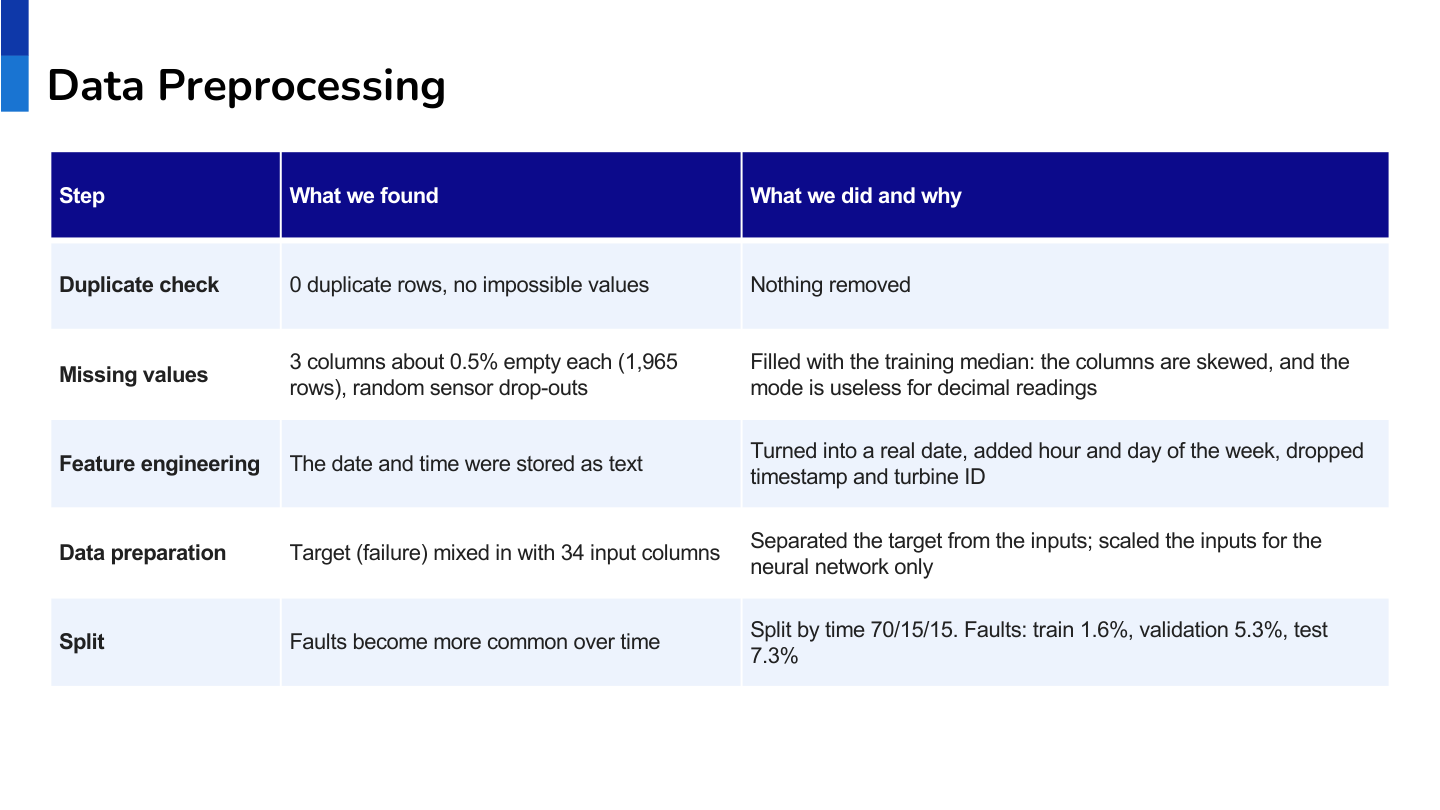 Data Preprocessing
Step
What we found
What we did and why
Duplicate check
0 duplicate rows, no impossible values
Nothing removed
Missing values
3 columns about 0.5% empty each (1,965
rows), random sensor drop-outs
Filled with the training median: the columns are skewed, and the
mode is useless for decimal readings
Feature engineering
The date and time were stored as text
Turned into a real date, added hour and day of the week, dropped
timestamp and turbine ID
Data preparation
Target (failure) mixed in with 34 input columns
Separated the target from the inputs; scaled the inputs for the
neural network only
Split
Faults become more common over time
Split by time 70/15/15. Faults: train 1.6%, validation 5.3%, test
7.3%